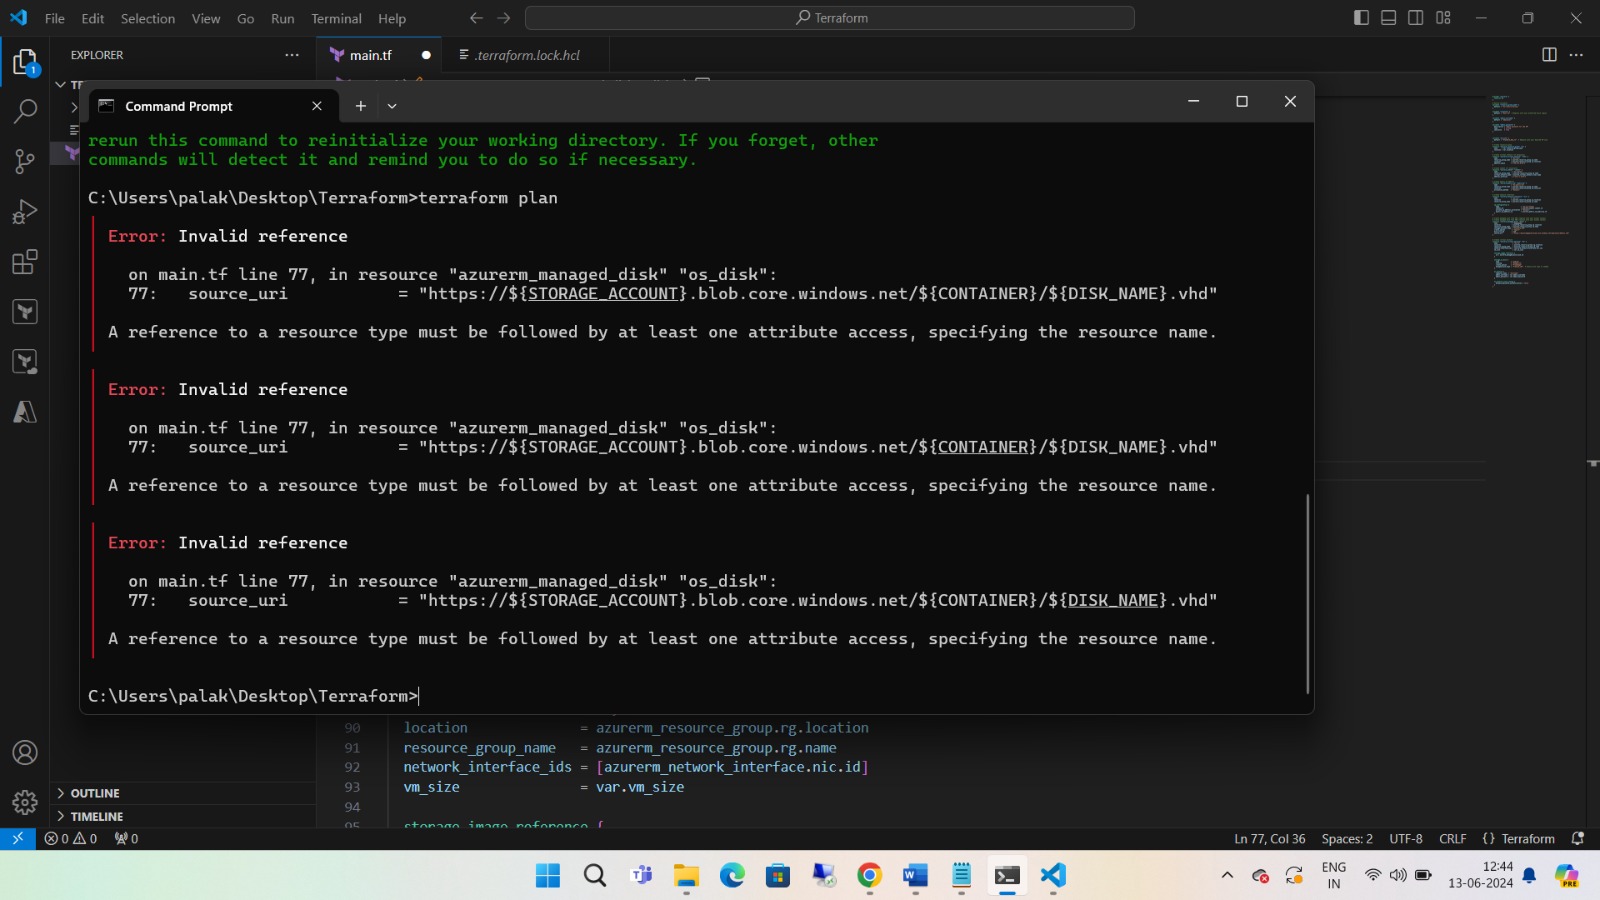 File Edit Selection View Go Run Terminal Help
Terraform
EXPLORER
main.tf
.terraform.lock.hcl
1
TE
Command Prompt
rerun this command to reinitialize your working directory. If you forget, other
commands will detect it and remind you to do so if necessary.
C:\Users\palak\Desktop\Terraform>terraform plan
Error: Invalid reference
on main.tf line 77, in resource "azurerm_managed_disk" "os_disk":
77: source_uri = "https://${STORAGE_ACCOUNT}.blob.core.windows.net/${CONTAINER}/${DISK_NAME}.vhd"
A reference to a resource type must be followed by at least one attribute access, specifying the resource name.
Error: Invalid reference
on main.tf line 77, in resource "azurerm_managed_disk" "os_disk":
77: source_uri = "https://${STORAGE_ACCOUNT}.blob.core.windows.net/${CONTAINER}/${DISK_NAME}.vhd"
A reference to a resource type must be followed by at least one attribute access, specifying the resource name.
Error: Invalid reference
on main.tf line 77, in resource "azurerm_managed_disk" "os_disk":
77: source_uri = "https://${STORAGE_ACCOUNT}.blob.core.windows.net/${CONTAINER}/${DISK_NAME}.vhd"
A reference to a resource type must be followed by at least one attribute access, specifying the resource name.
C:\Users\palak\Desktop\Terraform>
90 location = azurerm_resource_group.rg.location
91 resource_group_name = azurerm_resource_group.rg.name
92 network_interface_ids = [azurerm_network_interface.nic.id]
93 vm_size = var.vm_size
94
95 storage_image_reference {
OUTLINE
TIMELINE
0 0 0
Ln 77, Col 36 Spaces: 2 UTF-8 CRLF {} Terraform
ENG
IN
12:44
13-06-2024
PRE